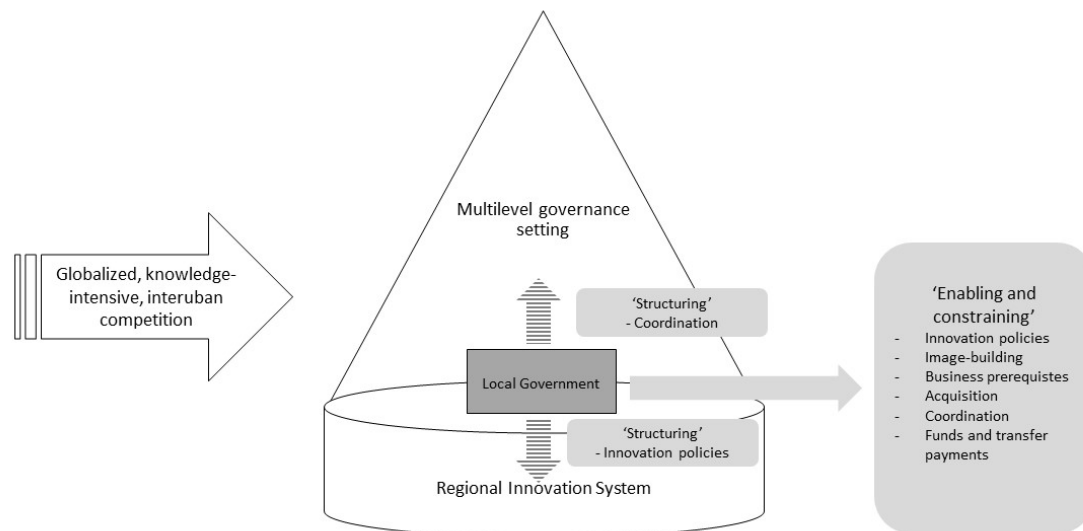 Multilevel governance
setting
Globalized, knowledge-
intensive, interuban
competition
'Structuring'
- Coordination
Local Government
'Structuring'
- Innovation policies
Regional Innovation System
'Enabling and
constraining'
- Innovation policies
- Image-building
- Business prerequistes
- Acquisition
- Coordination
- Funds and transfer
payments